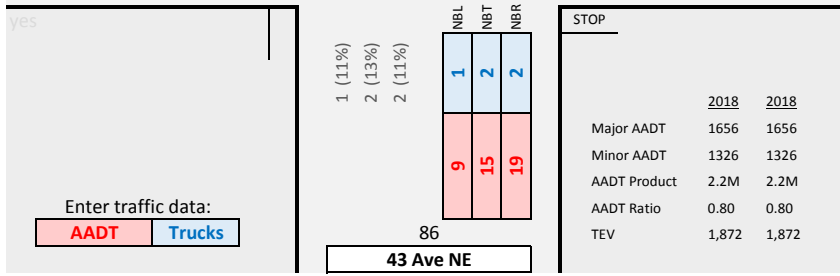 yes
Enter traffic data:
AADT Trucks
1 (11%)
2 (13%)
2 (11%)
NBL NBT NBR
1 2 2
9 15 19
86
43 Ave NE
STOP
2018 2018
Major AADT 1656 1656
Minor AADT 1326 1326
AADT Product 2.2M 2.2M
AADT Ratio 0.80 0.80
TEV 1,872 1,872